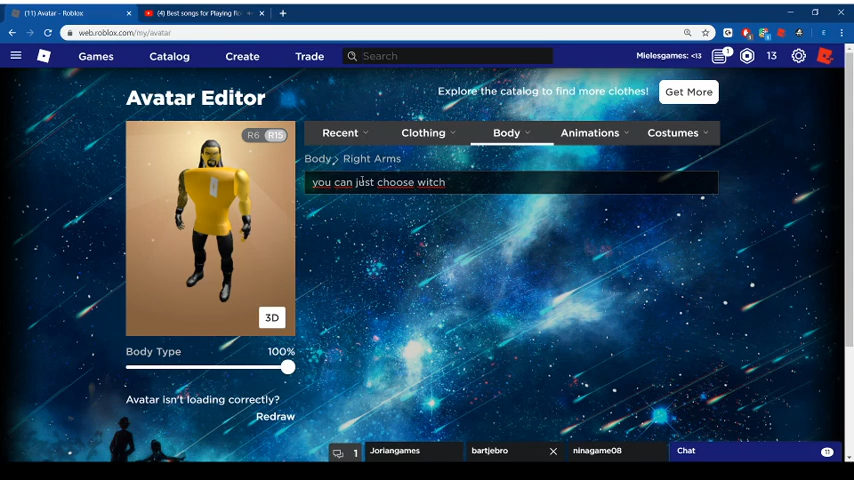 (11) Avatar - Roblox
(4) Best songs for Playing Ro
web.roblox.com/my/avatar
Games
Catalog
Create
Trade
Search
Mielesgames: <13
1
13
Avatar Editor
Explore the catalog to find more clothes!
Get More
R6
R15
Recent
Clothing
Body
Animations
Costumes
Body > Right Arms
you can just choose witch
3D
Body Type
100%
Avatar isn't loading correctly?
Redraw
1
Joriangames
bartjebro
ninagame08
Chat